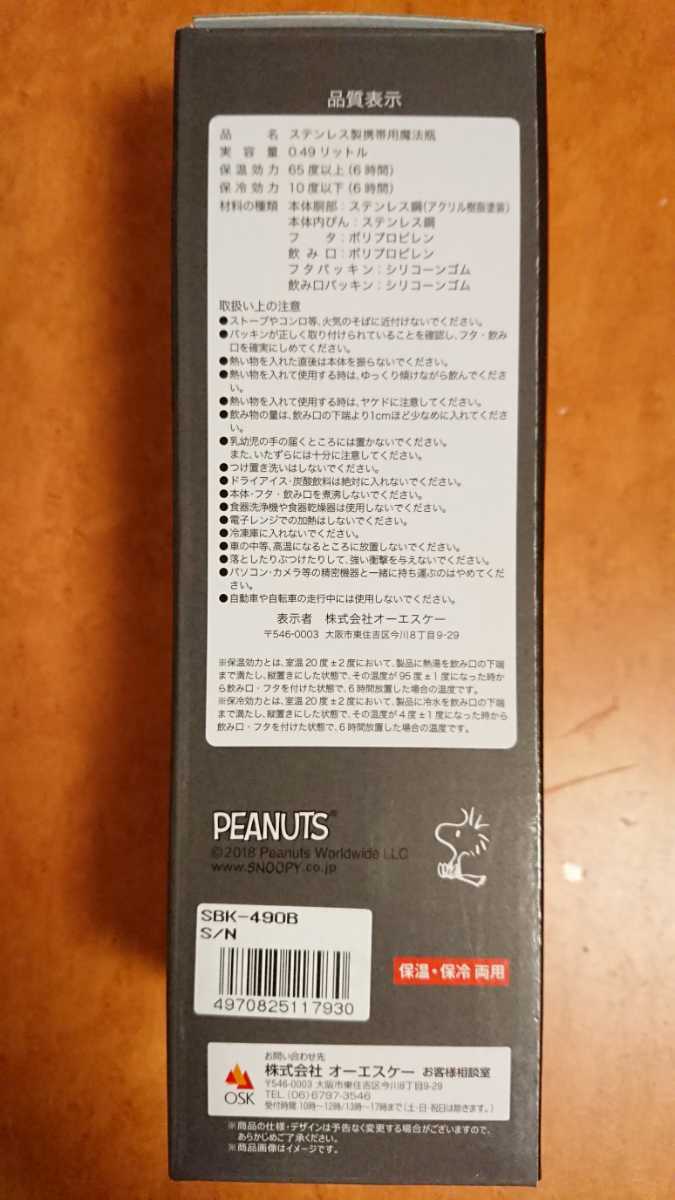 品質表示
品名 ステンレス製携帯用魔法瓶
実容量 0.49リットル
保温効力 65度以上(6時間)
保冷効力 10度以下(6時間)
材料の種類 本体胴部:ステンレス鋼(アクリル樹脂塗装)
本体内びん:ステンレス鋼
フタ:ポリプロピレン
飲み口:ポリプロピレン
フタパッキン:シリコーンゴム
飲み口パッキン:シリコーンゴム
取扱い上の注意
●ストーブやコンロ等、火気のそばに近付けないでください。
●パッキンが正しく取り付けられていることを確認し、フタ・飲み
口を確実にしめてください。
●熱い物を入れた直後は本体を振らないでください。
●熱い物を入れて使用する時は、ゆっくり傾けながら飲んでくださ
い。
●熱い物を入れて使用する時は、ヤケドに注意してください。
●飲み物の量は、飲み口の下端より1cmほど少なめに入れてくださ
い。
●乳幼児の手の届くところには置かないでください。
また、いたずらには十分に注意してください。
●つけ置き洗いはしないでください。
●ドライアイス・炭酸飲料は絶対に入れないでください。
●本体・フタ・飲み口を煮沸しないでください。
●食器洗浄機や食器乾燥器は使用しないでください。
●電子レンジでの加熱はしないでください。
●冷凍庫に入れないでください。
●車の中等、高温になるところに放置しないでください。
●落としたりぶつけたりして、強い衝撃を与えないでください。
●パソコン・カメラ等の精密機器と一緒に持ち運ぶのはやめてくだ
さい。
●自動車や自転車の走行中には使用しないでください。
表示者 株式会社オーエスケー
〒546-0003 大阪市東住吉区今川8丁目9-29
※保温効力とは、室温20度±2度において、製品に熱湯を飲み口の下端
まで満たし、縦置きにした状態で、その温度が95度±1度になった時か
ら飲み口・フタを付けた状態で、6時間放置した場合の温度です。
※保冷効力とは、室温20度±2度において、製品に冷水を飲み口の下端
まで満たし、縦置きにした状態で、その温度が4度±1度になった時から
飲み口・フタを付けた状態で、6時間放置した場合の温度です。
PEANUTS®
©2018 Peanuts Worldwide LLC
www.SNOOPY.co.jp
SBK-490B
S/N
4970825117930
保温・保冷 両用
お問い合わせ先
株式会社 オーエスケー お客様相談室
〒546-0003 大阪市東住吉区今川8丁目9-29
TEL.(06)6797-3546
受付時間:10時〜12時/13時〜17時まで(土・日・祝日は除きます。)
OSK
※商品の仕様・デザインは予告なく変更する場合がございますので、
あらかじめご了承ください。
※商品画像はイメージです。